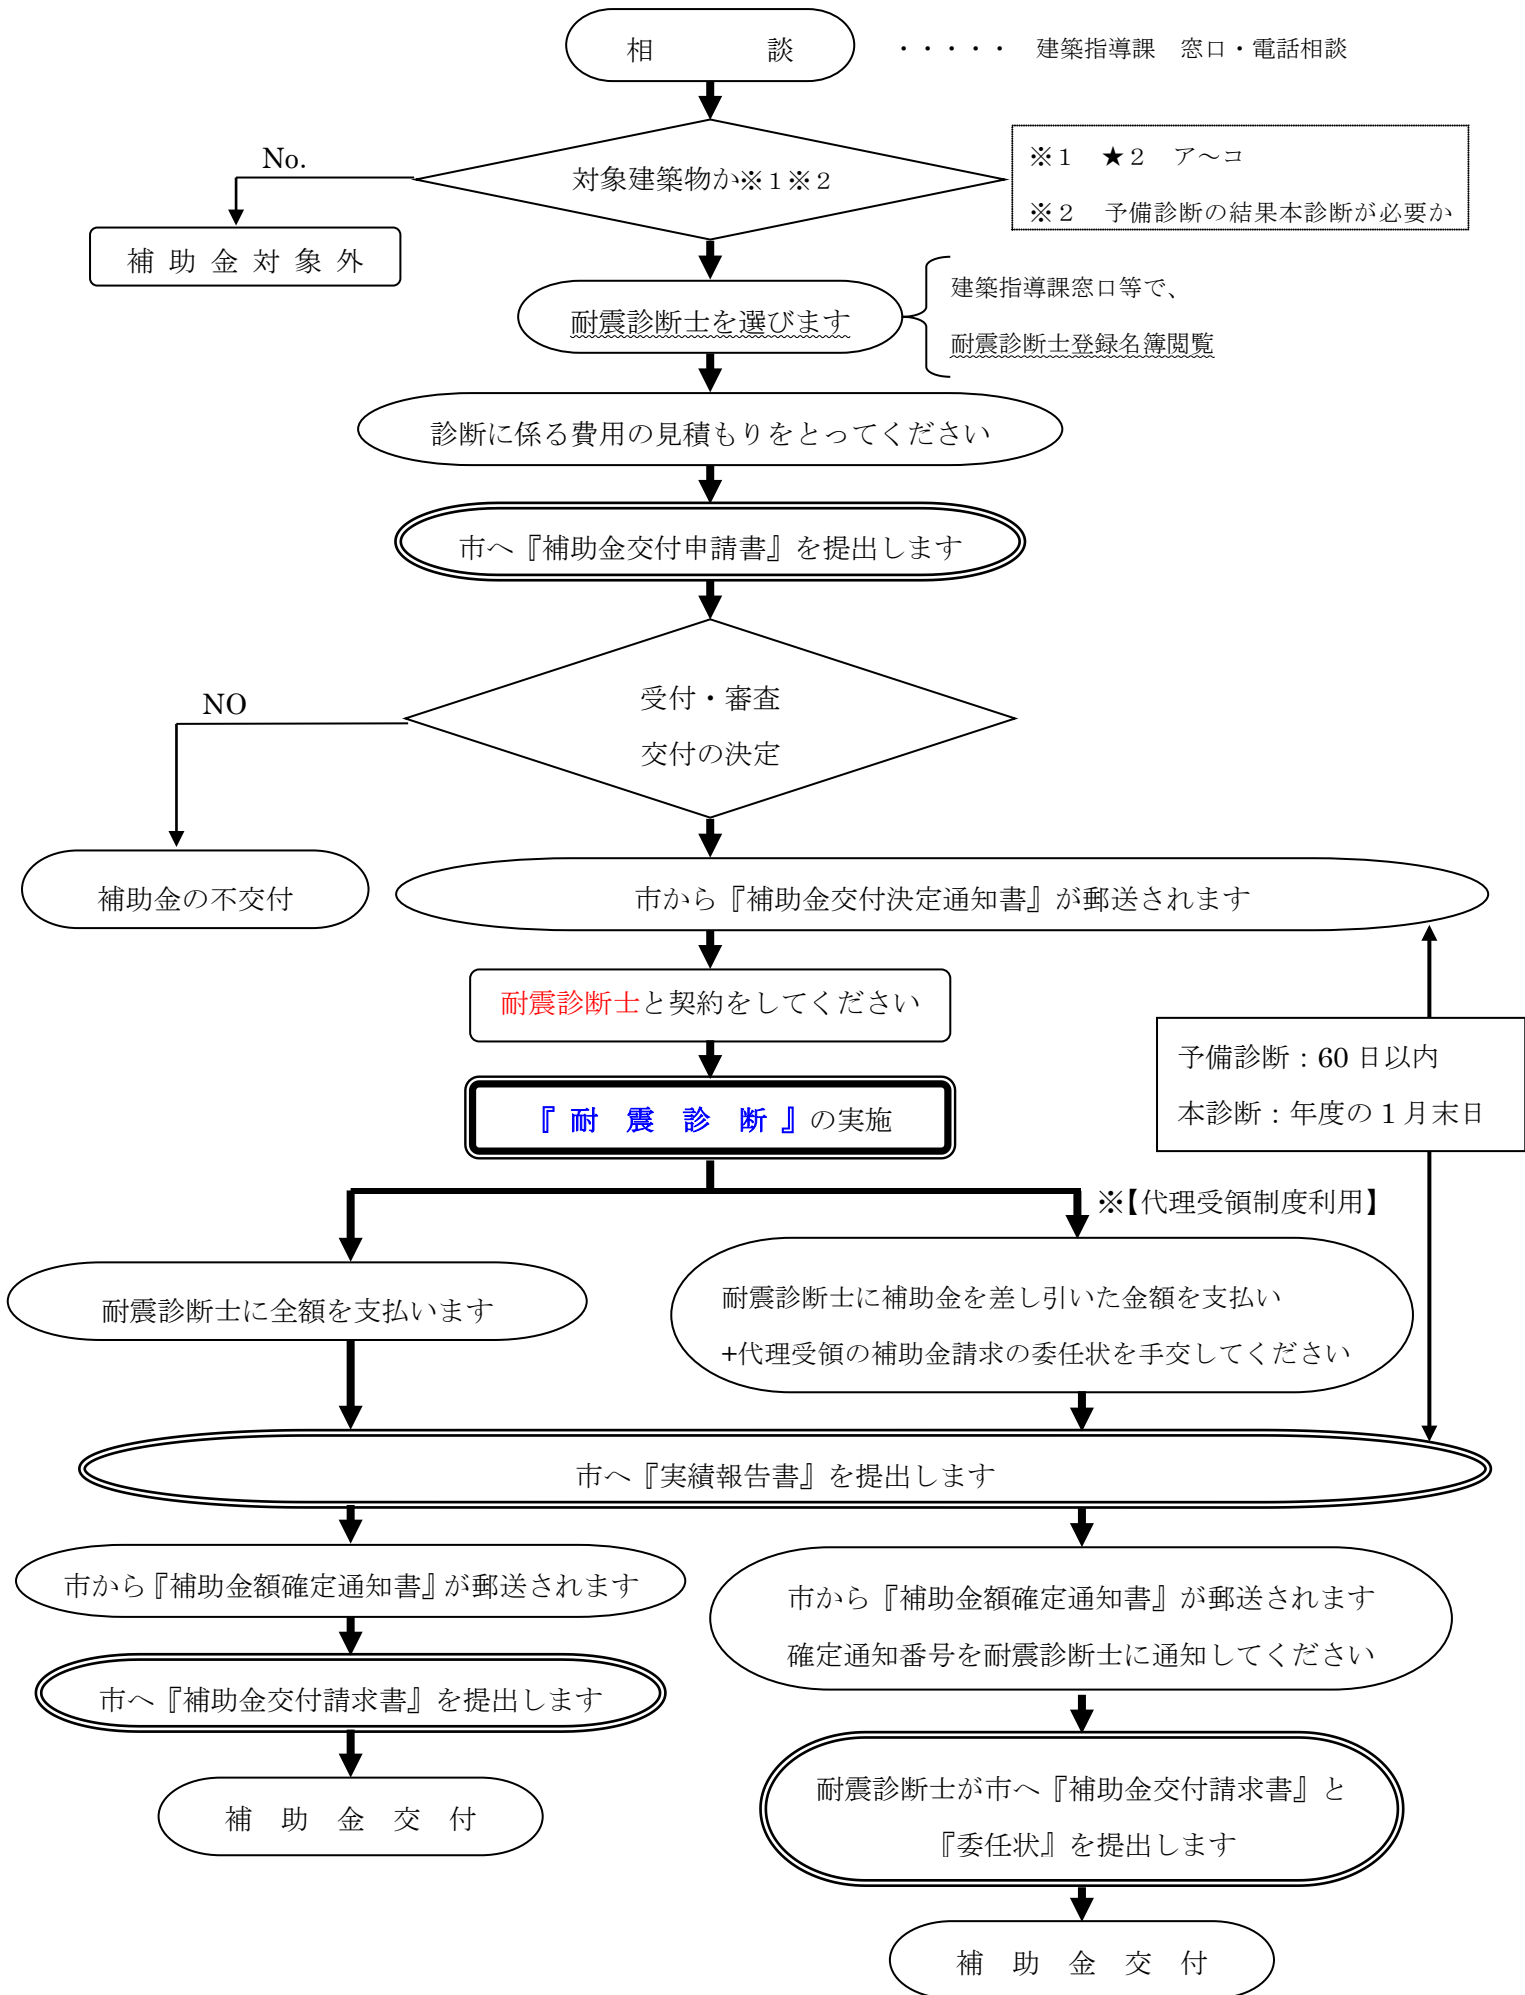 相　　　　談
・・・・・　建築指導課　窓口・電話相談
No.
対象建築物か※１※２
※１　★２　ア～コ
※２　予備診断の結果本診断が必要か
補 助 金 対 象 外
耐震診断士を選びます
建築指導課窓口等で、
耐震診断士登録名簿閲覧
診断に係る費用の見積もりをとってください
市へ『補助金交付申請書』を提出します
NO
受付・審査
交付の決定
補助金の不交付
市から『補助金交付決定通知書』が郵送されます
耐震診断士と契約をしてください
予備診断：60 日以内
本診断：年度の 1 月末日
『 耐　震　診　断 』の実施
※【代理受領制度利用】
耐震診断士に全額を支払います
耐震診断士に補助金を差し引いた金額を支払い
+代理受領の補助金請求の委任状を手交してください
市へ『実績報告書』を提出します
市から『補助金額確定通知書』が郵送されます
市から『補助金額確定通知書』が郵送されます
確定通知番号を耐震診断士に通知してください
市へ『補助金交付請求書』を提出します
耐震診断士が市へ『補助金交付請求書』と
『委任状』を提出します
補　助　金　交　付
補　助　金　交　付